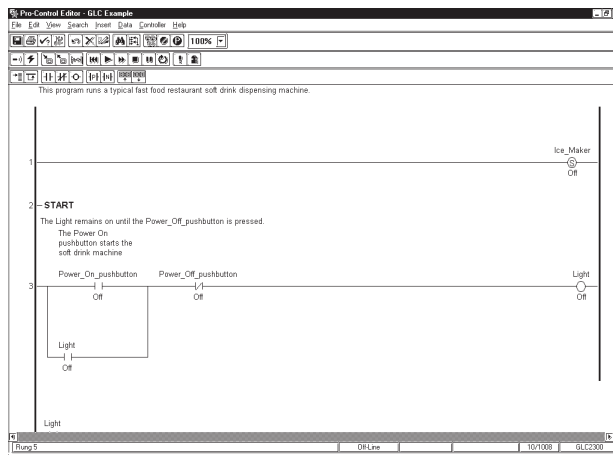 Pro-Control Editor - GLC Example
File Edit View Search Insert Data Controller Help
100%
This program runs a typical fast food restaurant soft drink dispensing machine.
Ice_Maker
1
S
Off
2 START
The Light remains on until the Power_Off_pushbutton is pressed.
The Power On
pushbutton starts the
soft drink machine
Power_On_pushbutton Power_Off_pushbutton Light
3
Off Off Off
Light
Off
Light
Rung 5 Off-Line 10/1008 GLC2300